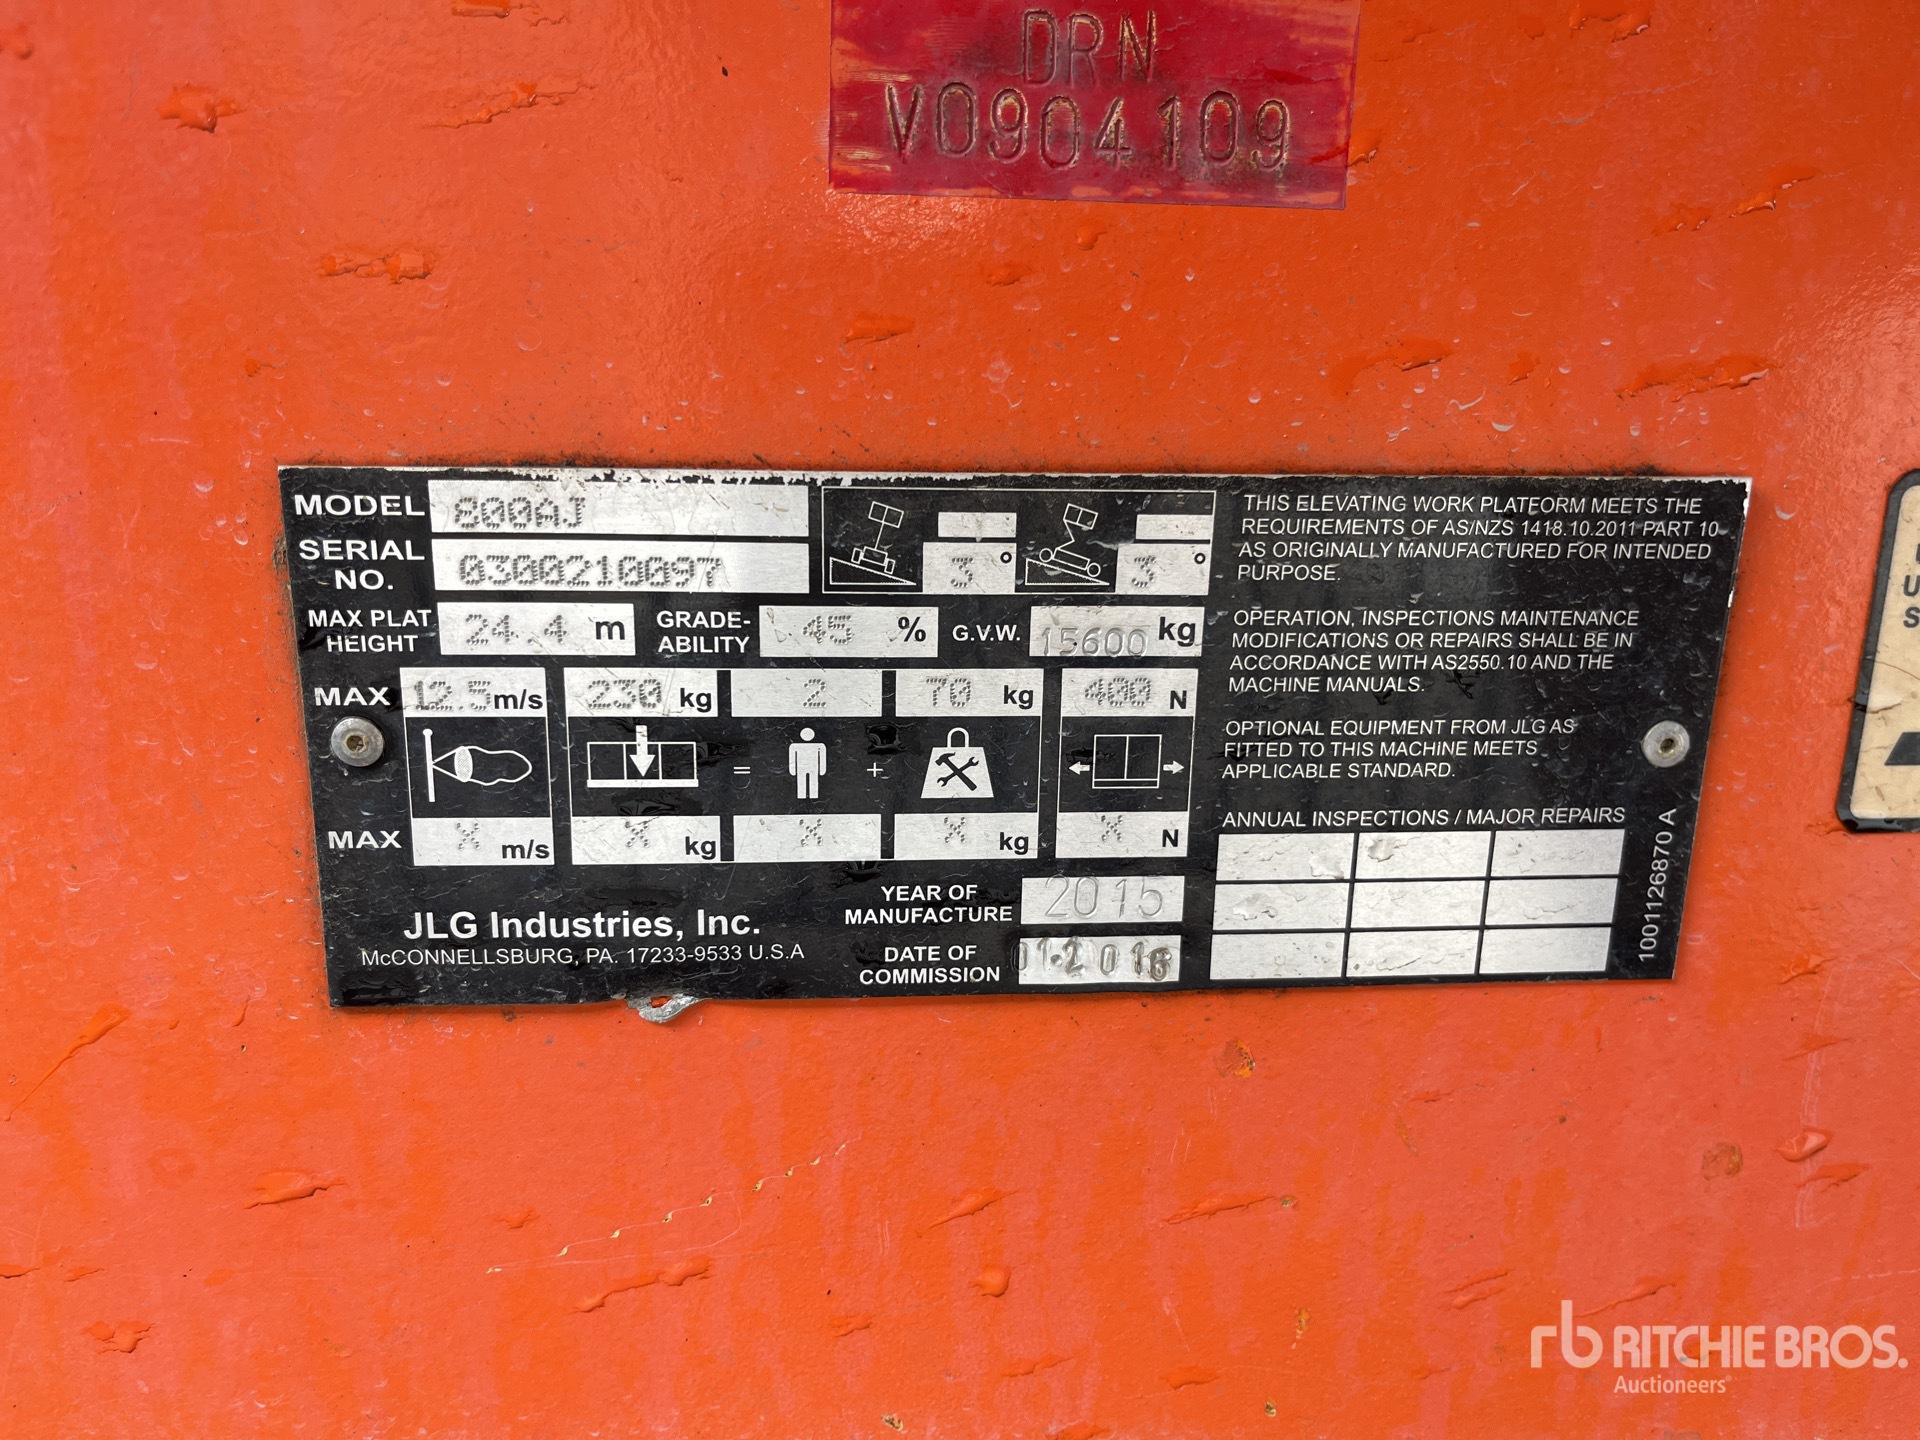 DRN
V0904109
MODEL 800AJ
SERIAL NO. 0300210097
3° 3°
MAX PLAT HEIGHT 24.4 m GRADE-ABILITY 45 % G.V.W. 15600 kg
MAX 12.5 m/s 230 kg 2 70 kg 400 N
= +
MAX X m/s X kg X X kg X N
YEAR OF MANUFACTURE 2015
DATE OF COMMISSION 01.2016
JLG Industries, Inc.
McCONNELLSBURG, PA. 17233-9533 U.S.A
THIS ELEVATING WORK PLATFORM MEETS THE
REQUIREMENTS OF AS/NZS 1418.10.2011 PART 10
AS ORIGINALLY MANUFACTURED FOR INTENDED
PURPOSE.
OPERATION, INSPECTIONS MAINTENANCE
MODIFICATIONS OR REPAIRS SHALL BE IN
ACCORDANCE WITH AS2550.10 AND THE
MACHINE MANUALS.
OPTIONAL EQUIPMENT FROM JLG AS
FITTED TO THIS MACHINE MEETS
APPLICABLE STANDARD.
ANNUAL INSPECTIONS / MAJOR REPAIRS
1001126870 A
rb RITCHIE BROS.
Auctioneers